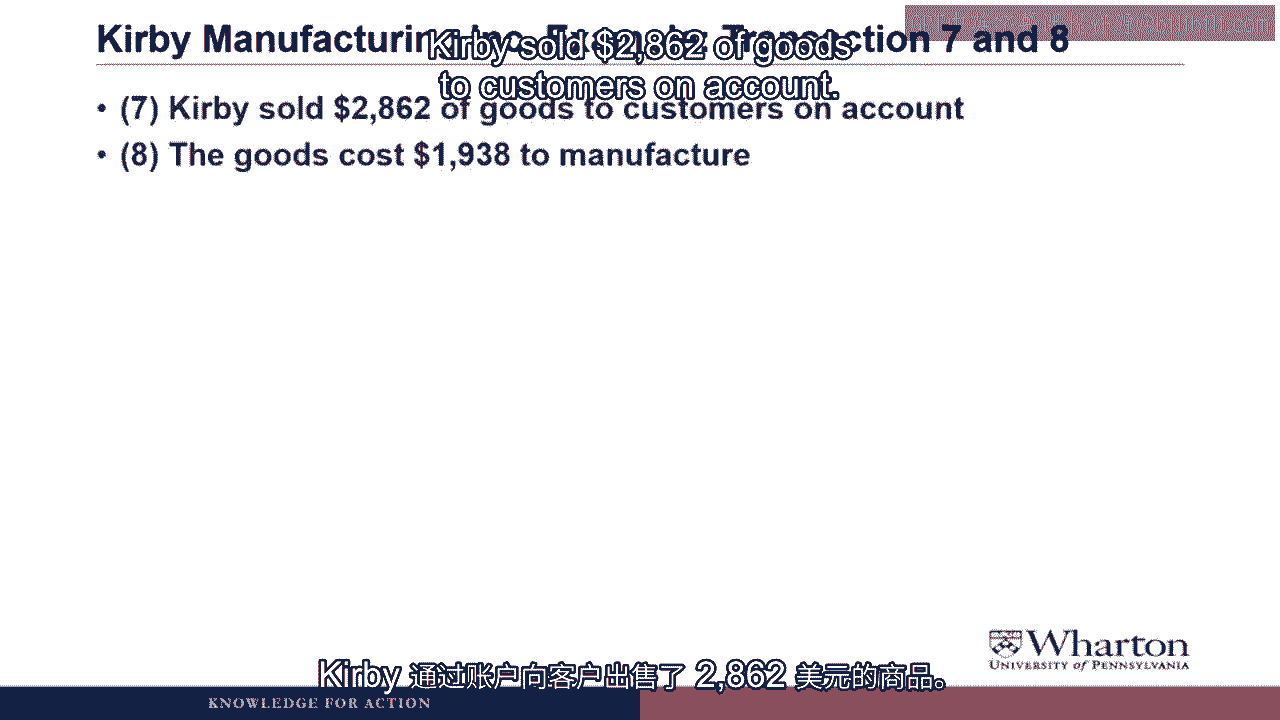 Kirby Manufacturing Inc. Example: Transaction 7 and 8
Kirby sold $2,862 of goods
to customers on account.
• (7) Kirby sold $2,862 of goods to customers on account
• (8) The goods cost $1,938 to manufacture
Wharton
UNIVERSITY of PENNSYLVANIA
Kirby 通过账户向客户出售了 2,862 美元的商品。
KNOWLEDGE FOR ACTION